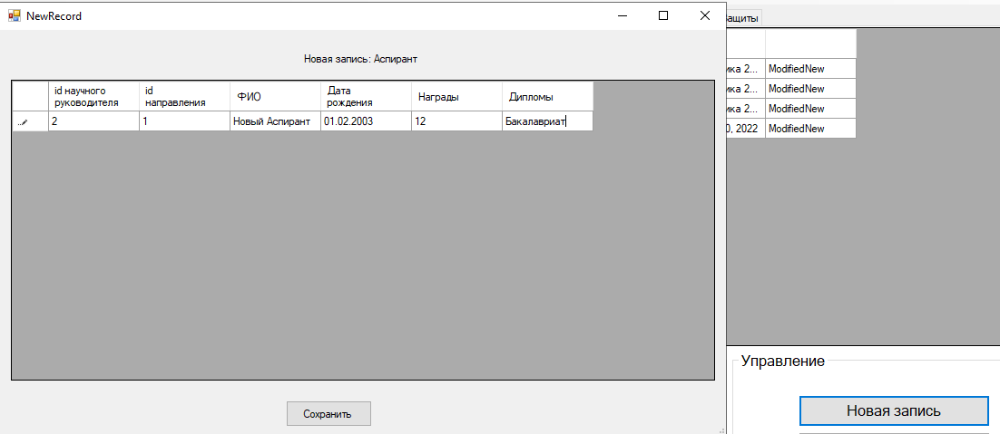 NewRecord
Новая запись: Аспирант
id научного руководителя
id направления
ФИО
Дата рождения
Награды
Дипломы
2
1
Новый Аспирант
01.02.2003
12
Бакалавриат
Сохранить
ащиты
ика 2...
ModifiedNew
ика 2...
ModifiedNew
ика 2...
ModifiedNew
0, 2022
ModifiedNew
Управление
Новая запись